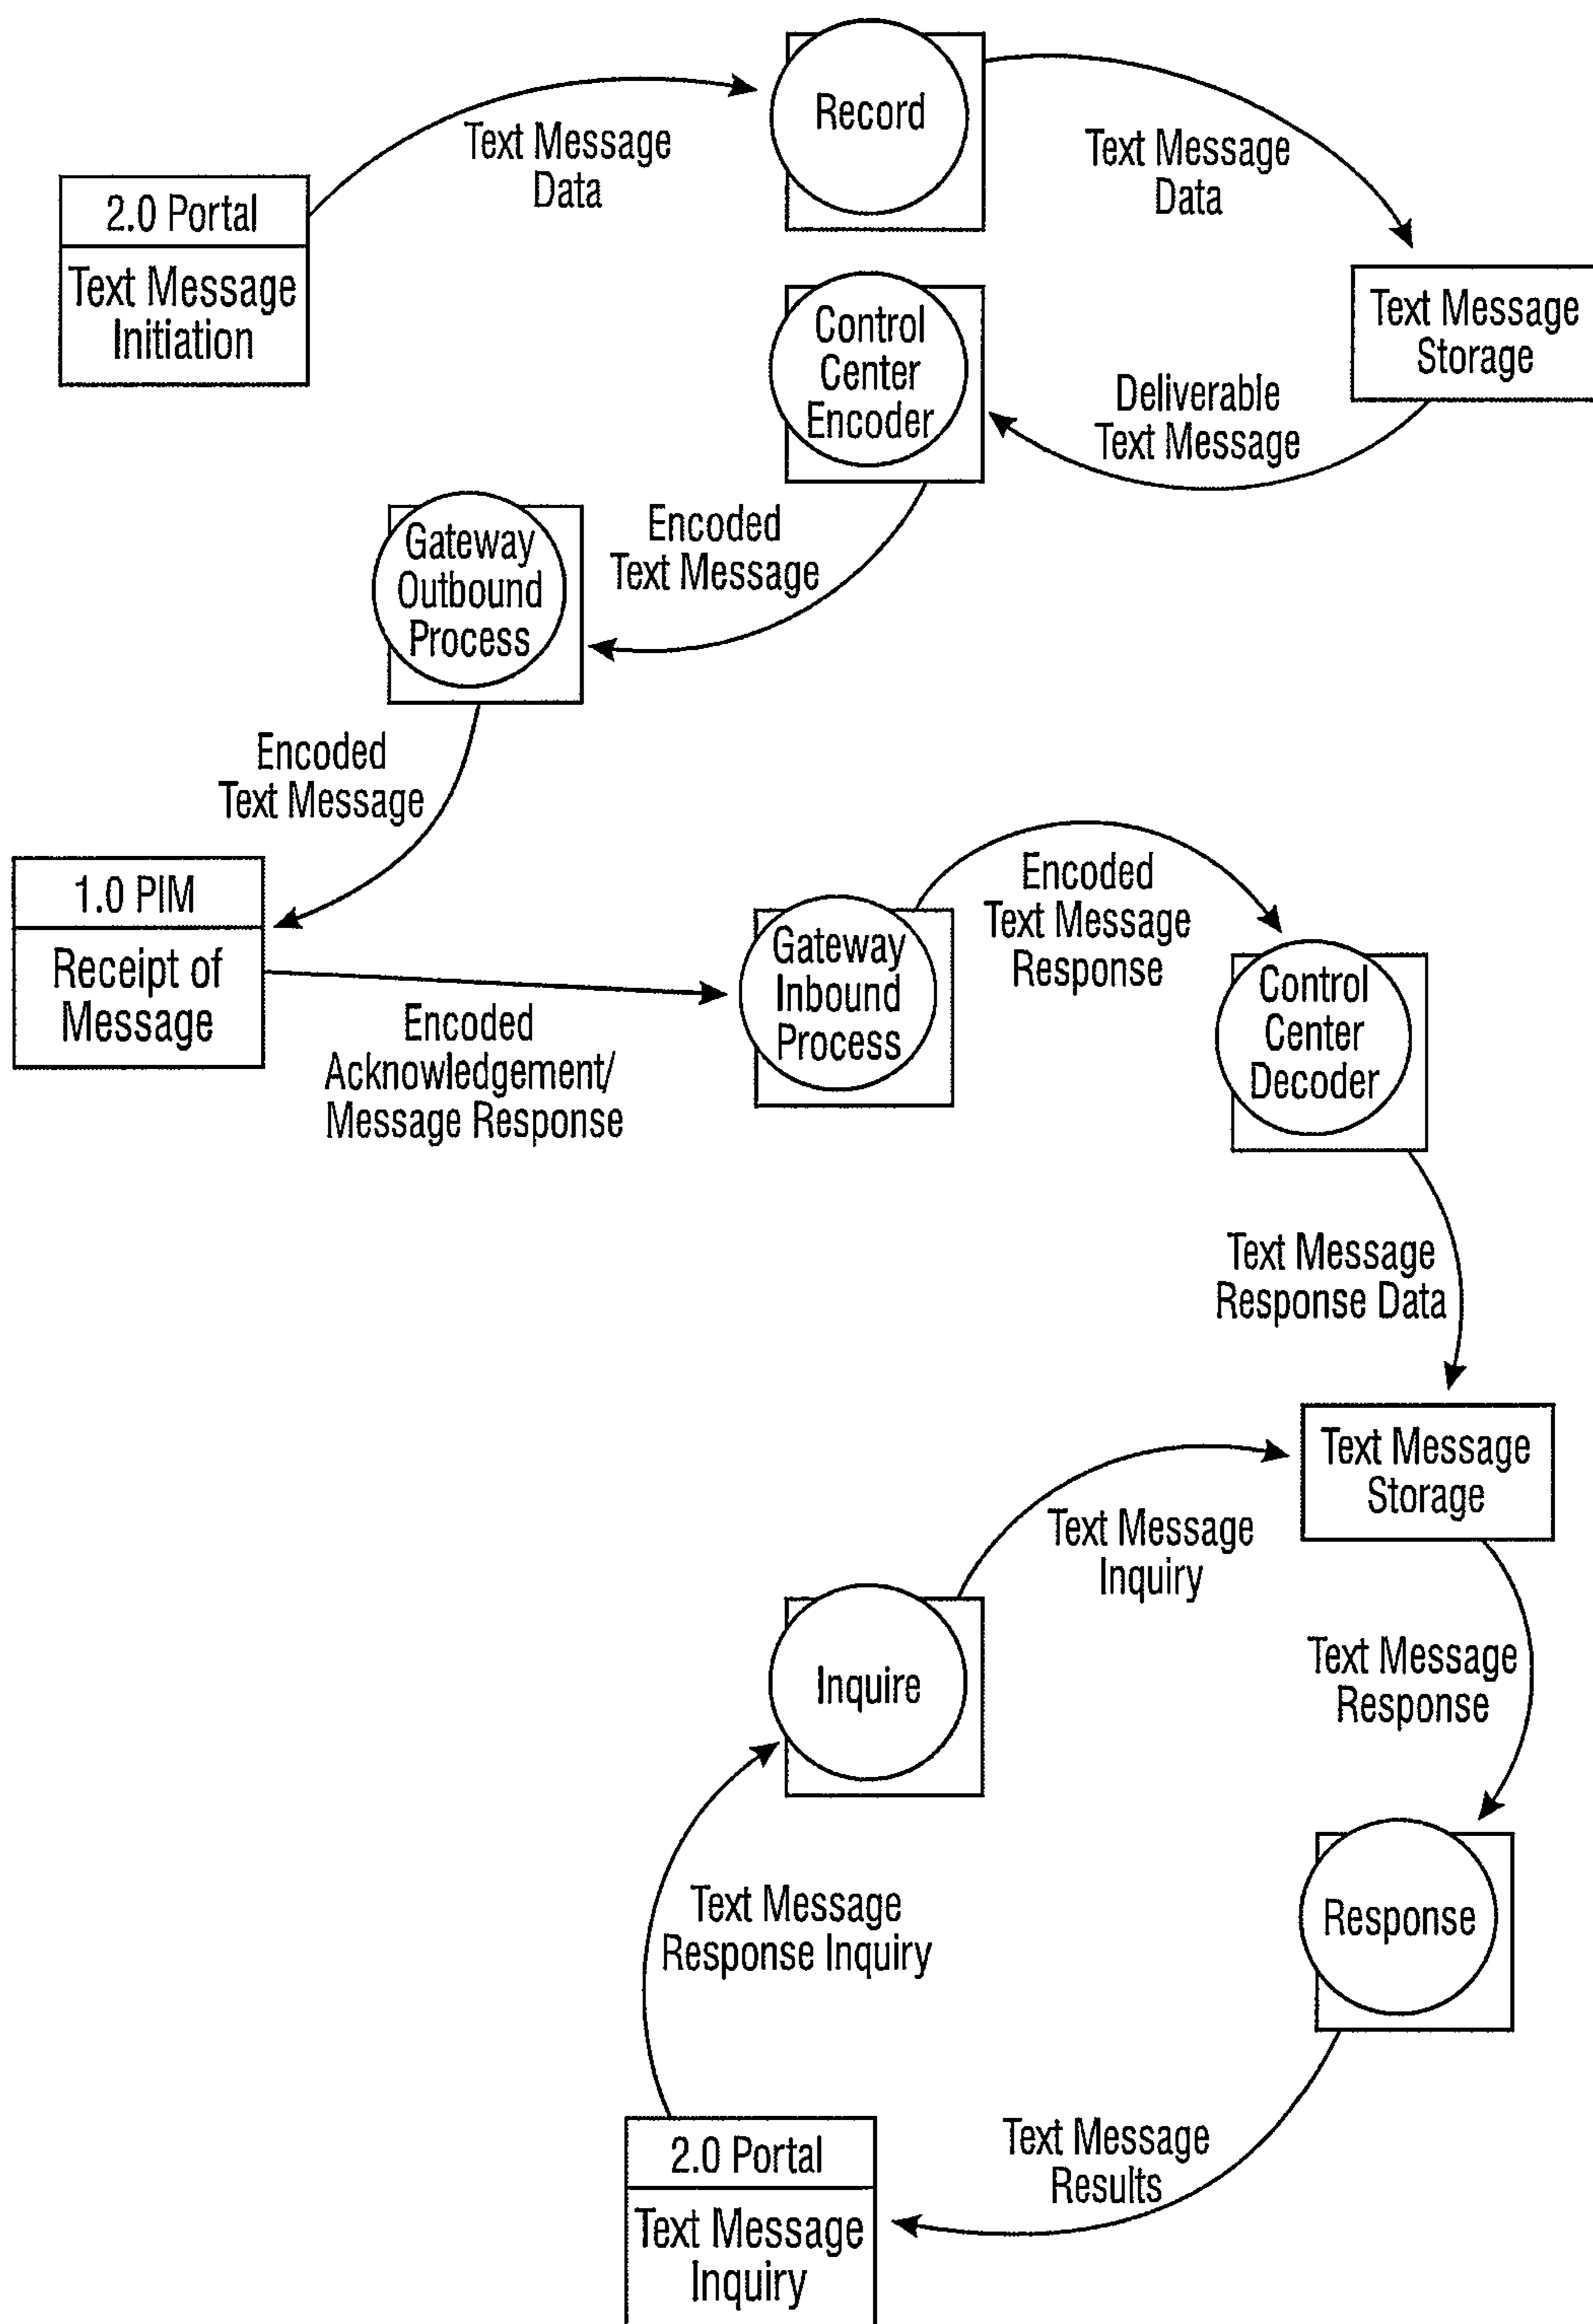 Record
Text Message
Data
Text Message
Data
2.0 Portal
Text Message
Initiation
Control
Center
Encoder
Text Message
Storage
Deliverable
Text Message
Gateway
Outbound
Process
Encoded
Text Message
Encoded
Text Message
1.0 PIM
Receipt of
Message
Encoded
Acknowledgement/
Message Response
Gateway
Inbound
Process
Encoded
Text Message
Response
Control
Center
Decoder
Text Message
Response Data
Text Message
Storage
Text Message
Inquiry
Inquire
Text Message
Response
Response
Text Message
Response Inquiry
Text Message
Results
2.0 Portal
Text Message
Inquiry